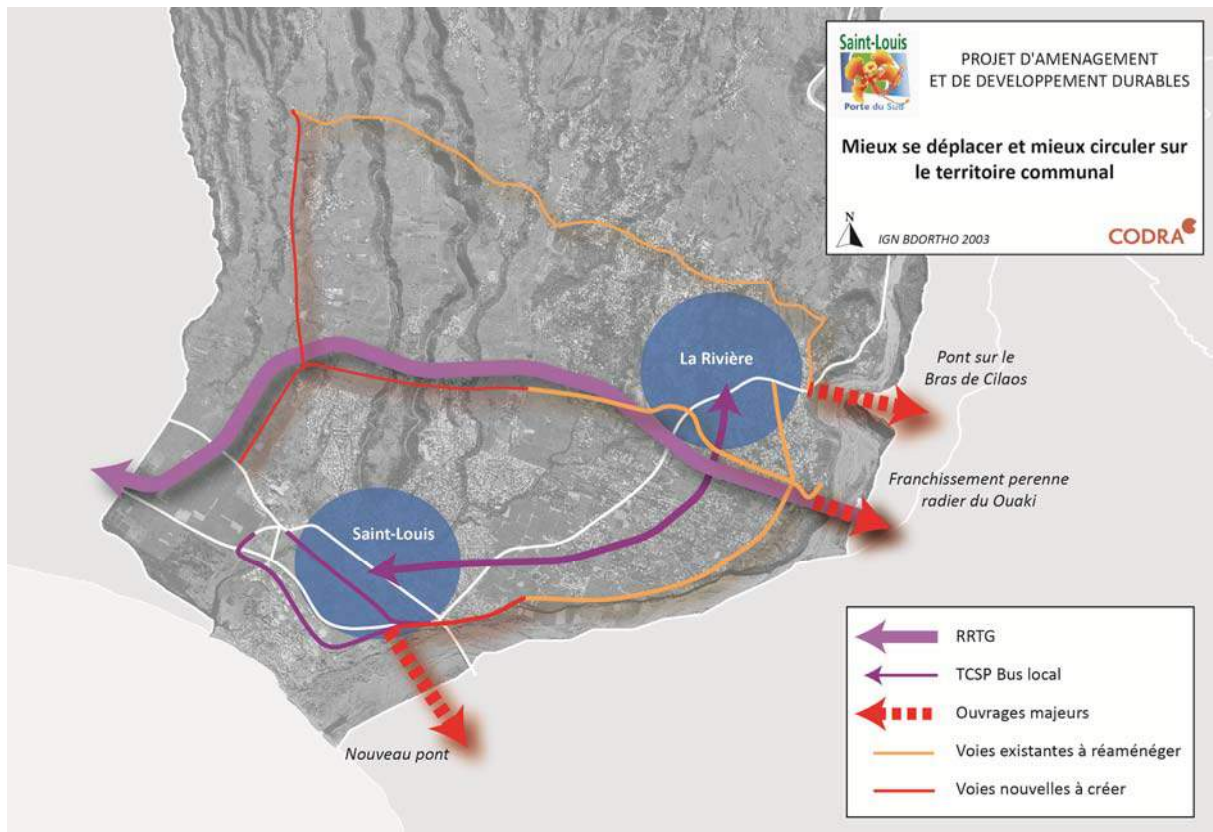 Saint-Louis
Porte du Sud
PROJET D'AMENAGEMENT
ET DE DEVELOPPEMENT DURABLES
Mieux se déplacer et mieux circuler sur
le territoire communal
N
IGN BDORTHO 2003
CODRA
La Rivière
Pont sur le
Bras de Cilaos
Franchissement perenne
radier du Ouaki
Saint-Louis
Nouveau pont
RRTG
TCSP Bus local
Ouvrages majeurs
Voies existantes à réaménéger
Voies nouvelles à créer